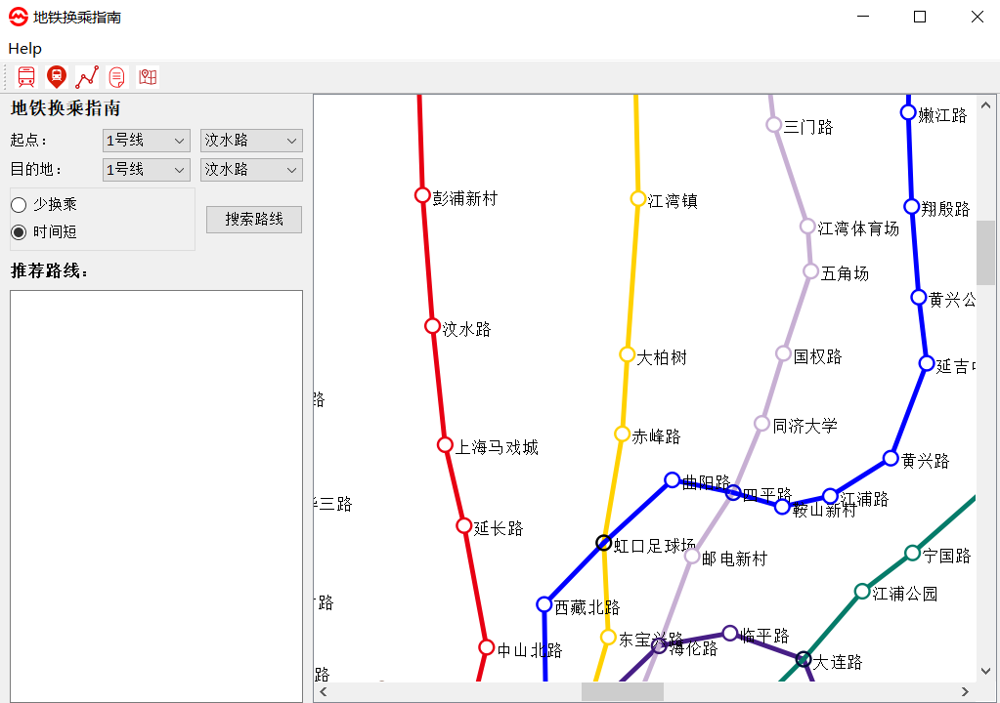 地铁换乘指南
Help
地铁换乘指南
起点：
1号线
汶水路
目的地：
1号线
汶水路
少换乘
时间短
搜索路线
推荐路线：
嫩江路
三门路
彭浦新村
江湾镇
翔殷路
江湾体育场
五角场
黄兴公
汶水路
大柏树
国权路
延吉
路
同济大学
赤峰路
上海马戏城
黄兴路
曲阳路
四平路
江浦路
三路
鞍山新村
延长路
虹口足球场
邮电新村
宁国路
江浦公园
路
西藏北路
东宝兴路
海伦路
临平路
中山北路
大连路
路